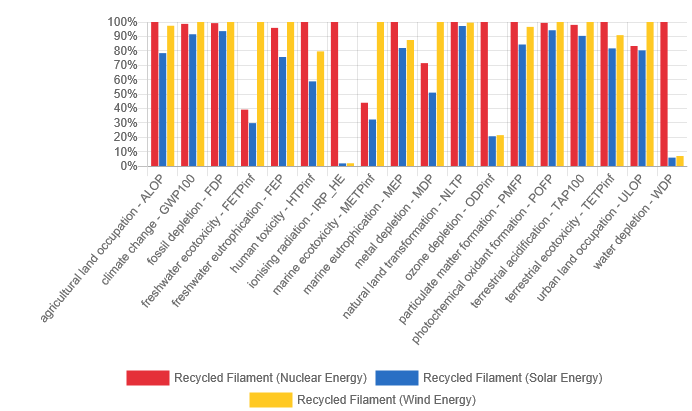 100%
90%
80%
70%
60%
50%
40%
30%
20%
10%
0%
agricultural land occupation - ALOP
climate change - GWP100
fossil depletion - FDP
freshwater ecotoxicity - FETPinf
freshwater eutrophication - FEP
human toxicity - HTPinf
ionising radiation - IRP_HE
marine ecotoxicity - METPinf
marine eutrophication - MEP
metal depletion - MDP
natural land transformation - NLTP
ozone depletion - ODPinf
particulate matter formation - PMFP
photochemical oxidant formation - POFP
terrestrial acidification - TAP100
terrestrial ecotoxicity - TETPinf
urban land occupation - ULOP
water depletion - WDP
Recycled Filament (Nuclear Energy)
Recycled Filament (Solar Energy)
Recycled Filament (Wind Energy)